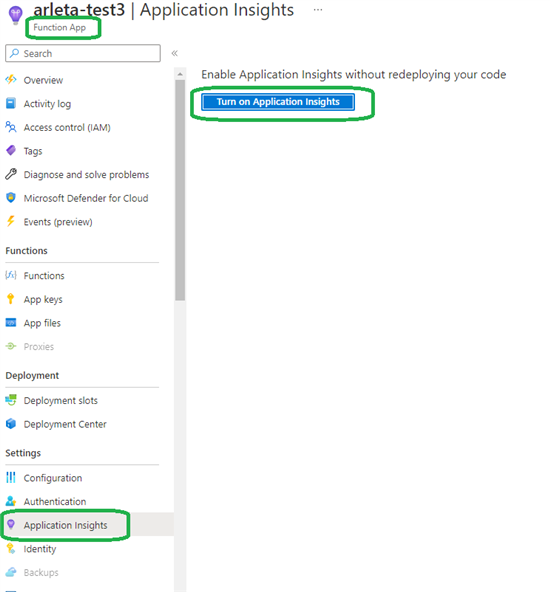 arleta-test3 | Application Insights ...
Function App
Search «
Enable Application Insights without redeploying your code
Turn on Application Insights
Overview
Activity log
Access control (IAM)
Tags
Diagnose and solve problems
Microsoft Defender for Cloud
Events (preview)
Functions
Functions
App keys
App files
Proxies
Deployment
Deployment slots
Deployment Center
Settings
Configuration
Authentication
Application Insights
Identity
Backups